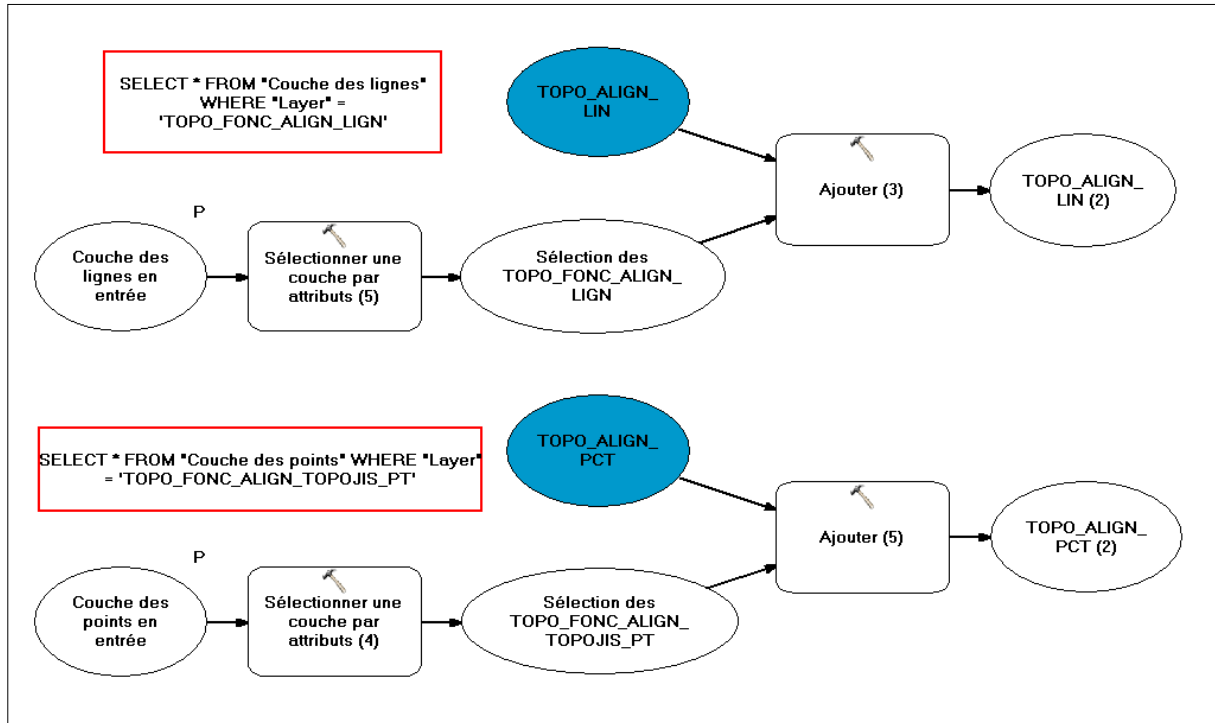 SELECT * FROM "Couche des lignes"
WHERE "Layer" =
'TOPO_FONC_ALIGN_LIGN'
TOPO_ALIGN_
LIN
Ajouter (3)
TOPO_ALIGN_
LIN (2)
P
Couche des
lignes en
entrée
Sélectionner une
couche par
attributs (5)
Sélection des
TOPO_FONC_ALIGN_
LIGN
SELECT * FROM "Couche des points" WHERE "Layer"
= 'TOPO_FONC_ALIGN_TOPOJIS_PT'
TOPO_ALIGN_
PCT
Ajouter (5)
TOPO_ALIGN_
PCT (2)
P
Couche des
points en
entrée
Sélectionner une
couche par
attributs (4)
Sélection des
TOPO_FONC_ALIGN_
TOPOJIS_PT